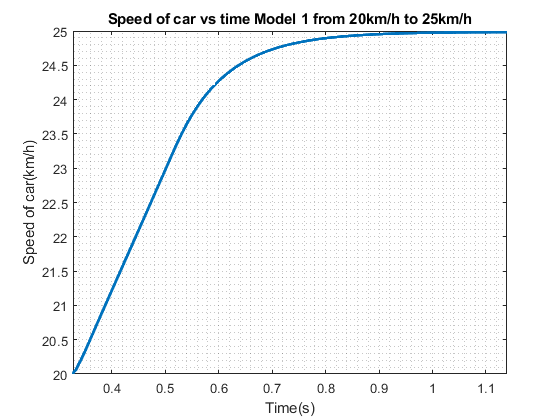 Speed of car vs time Model 1 from 20km/h to 25km/h
25
24.5
24
23.5
23
22.5
22
21.5
21
20.5
20
Speed of car(km/h)
0.4 0.5 0.6 0.7 0.8 0.9 1 1.1
Time(s)